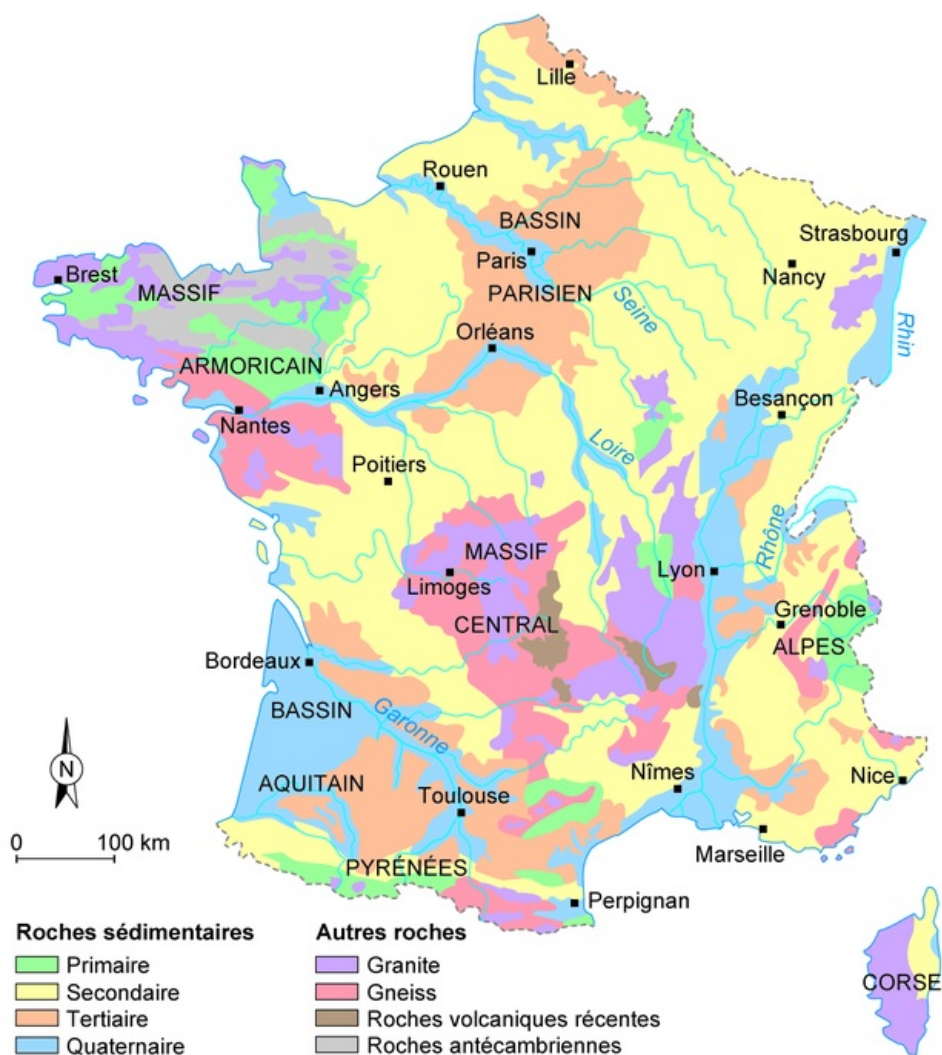 Lille
Rouen
BASSIN
Paris
PARISIEN
Seine
Strasbourg
Nancy
Rhin
Brest
MASSIF
ARMORICAIN
Orléans
Angers
Nantes
Besançon
Loire
Poitiers
MASSIF
Limoges
CENTRAL
Lyon
Rhône
Grenoble
ALPES
Bordeaux
BASSIN
Garonne
AQUITAIN
Toulouse
Nîmes
Nice
Marseille
PYRÉNÉES
Perpignan
CORSE
N
0 100 km
Roches sédimentaires
Primaire
Secondaire
Tertiaire
Quaternaire
Autres roches
Granite
Gneiss
Roches volcaniques récentes
Roches antécambriennes